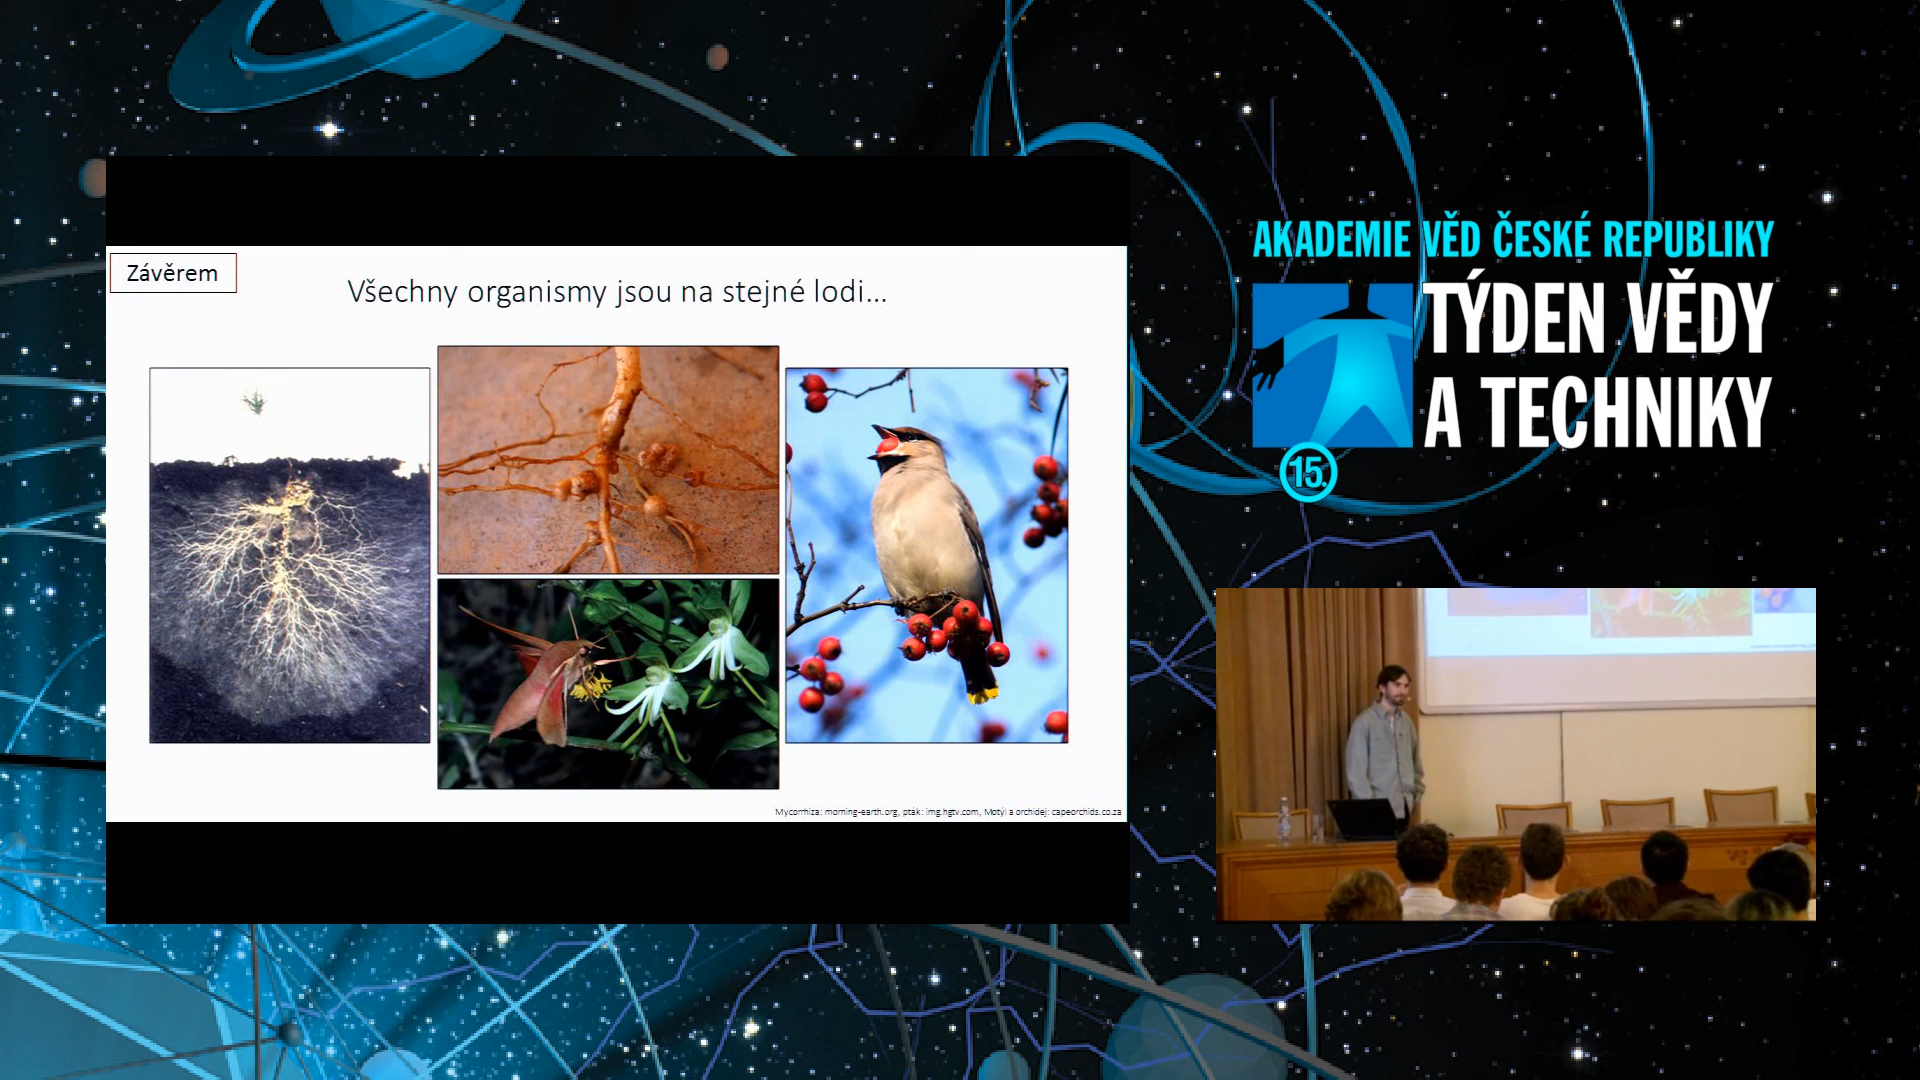 Závěrem
Všechny organismy jsou na stejné lodi...
Mycorrhiza: morning-earth.org, pták: img.hgtv.com, Motýl a orchidej: capeorchids.co.za
AKADEMIE VĚD ČESKÉ REPUBLIKY
TÝDEN VĚDY
A TECHNIKY
15.